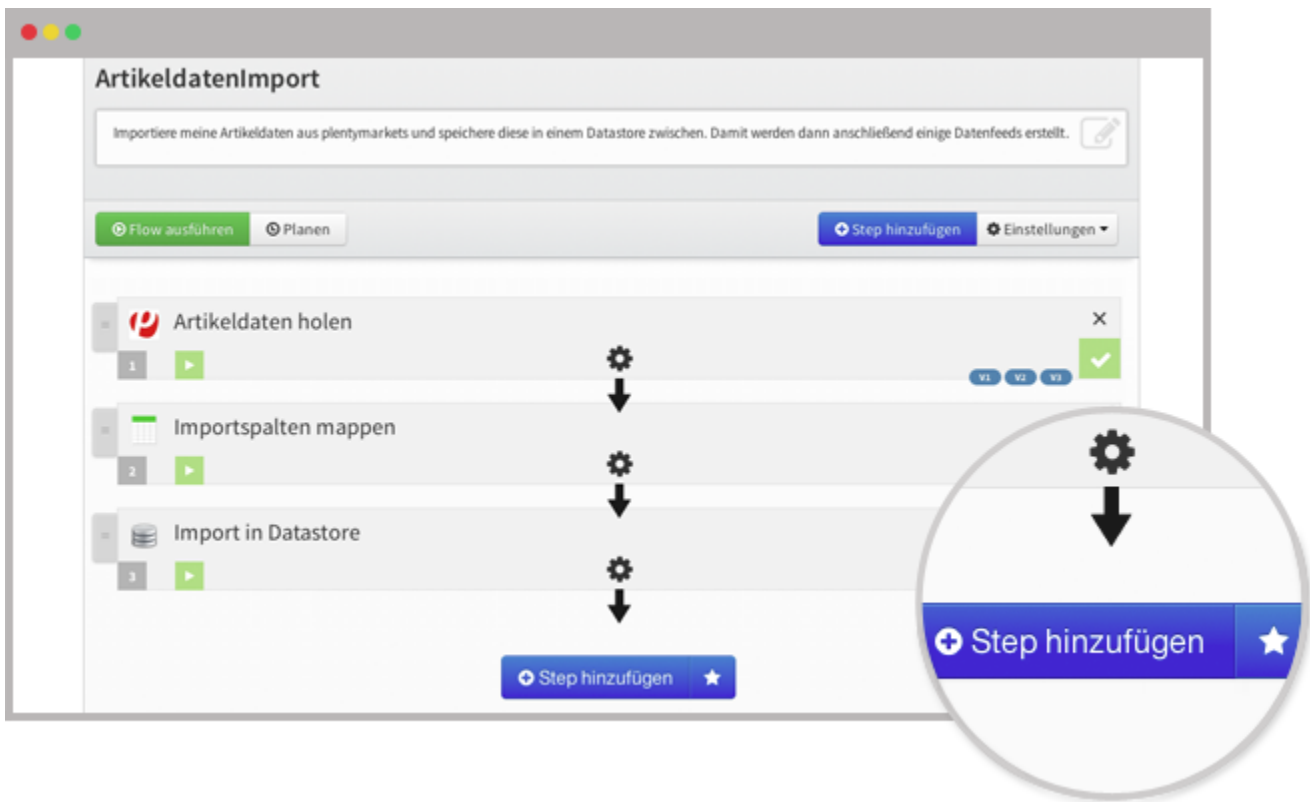 ArtikeldatenImport
Importiere meine Artikeldaten aus plentymarkets und speichere diese in einem Datastore zwischen. Damit werden dann anschließend einige Datenfeeds erstellt.
Flow ausführen Planen Step hinzufügen Einstellungen
Artikeldaten holen
1 V1 V2 V3
Importspalten mappen
2
Import in Datastore
3
Step hinzufügen
Step hinzufügen